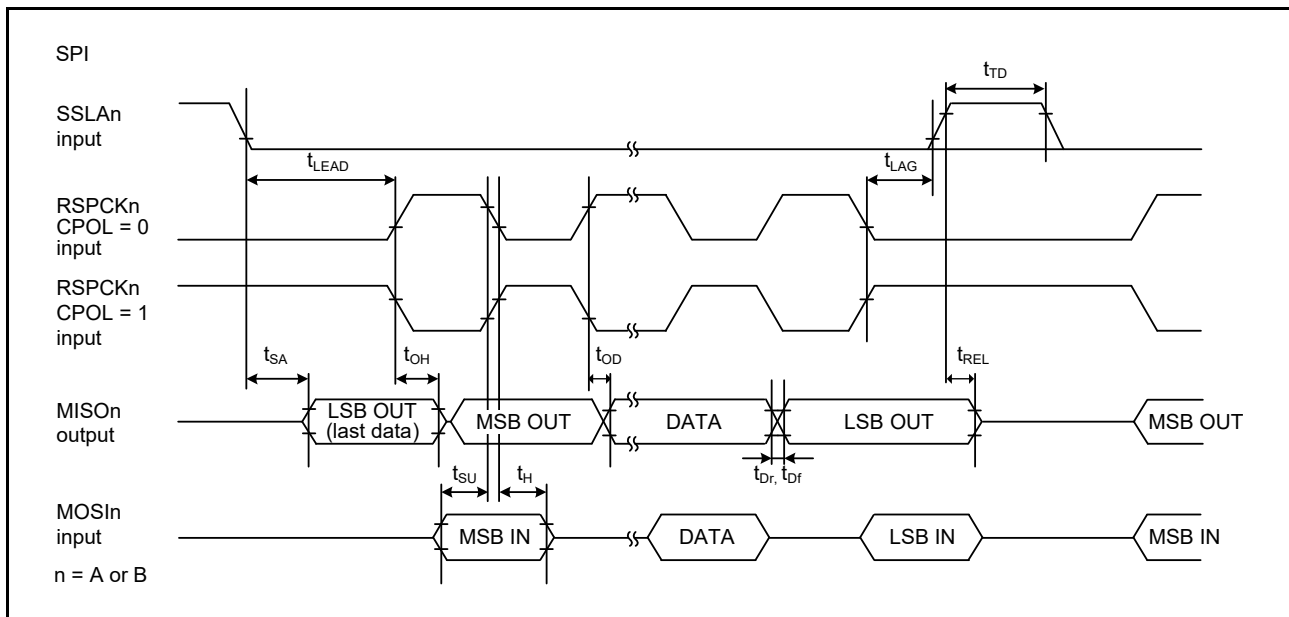 SPI
t_TD
SSLAn
input
t_LEAD
t_LAG
RSPCKn
CPOL = 0
input
RSPCKn
CPOL = 1
input
t_SA
t_OH
t_OD
t_REL
MISOn
output
LSB OUT
(last data)
MSB OUT
DATA
LSB OUT
MSB OUT
t_SU
t_H
t_Dr, t_Df
MOSIn
input
MSB IN
DATA
LSB IN
MSB IN
n = A or B